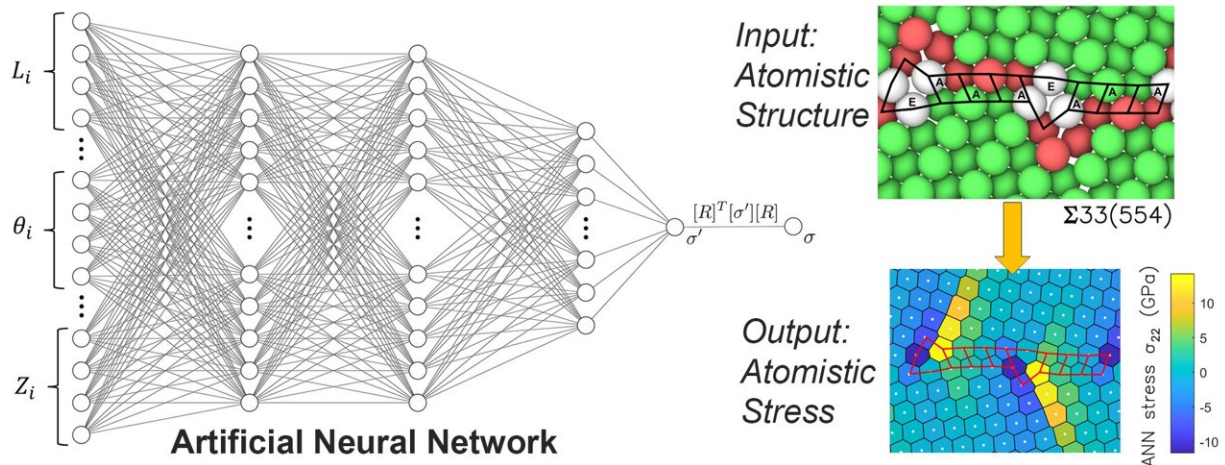 L_i
θ_i
Z_i
[R]^T[σ′][R]
σ′
σ
Artificial Neural Network
Input:
Atomistic
Structure
A
A
A
E
A
A
A
E
Σ33(554)
Output:
Atomistic
Stress
10
5
0
-5
-10
ANN stress σ₂₂ (GPa)